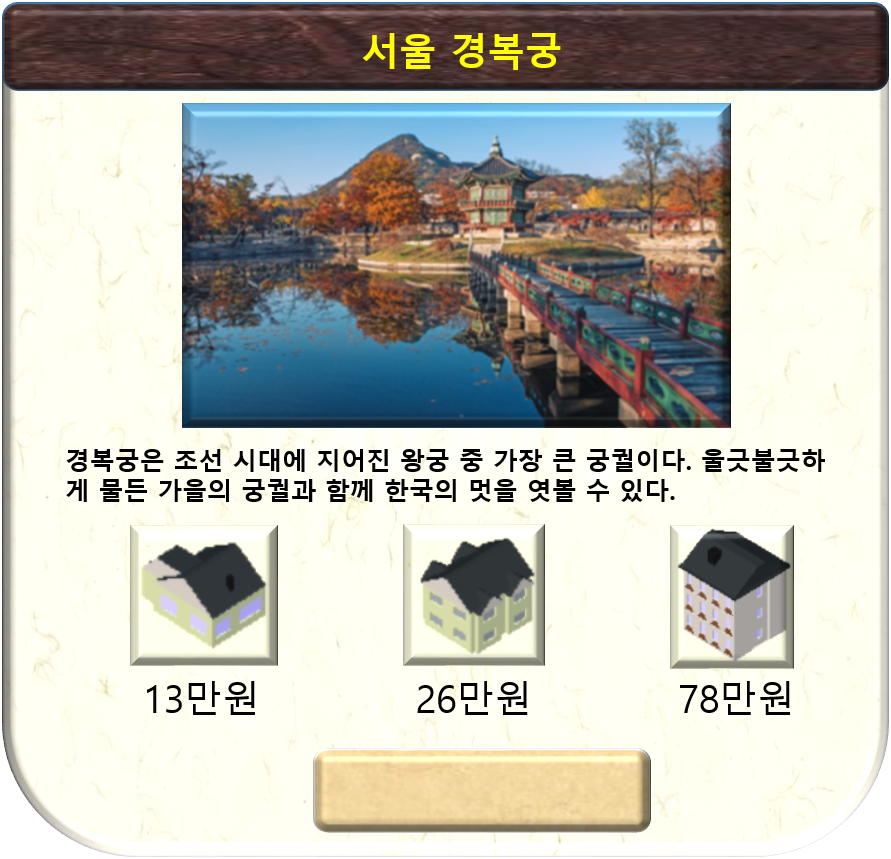 서울 경복궁
경복궁은 조선 시대에 지어진 왕궁 중 가장 큰 궁궐이다. 울긋불긋하
게 물든 가을의 궁궐과 함께 한국의 멋을 엿볼 수 있다.
13만원 26만원 78만원